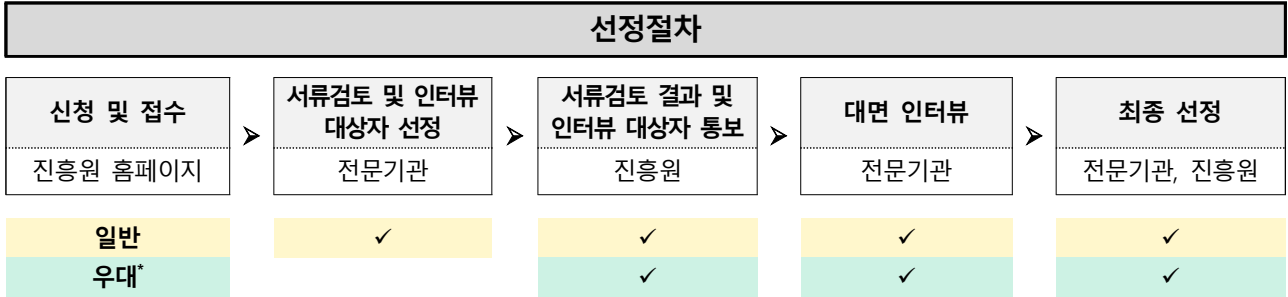 선정절차
신청 및 접수
진흥원 홈페이지
➢
서류검토 및 인터뷰
대상자 선정
전문기관
➢
서류검토 결과 및
인터뷰 대상자 통보
진흥원
➢
대면 인터뷰
전문기관
➢
최종 선정
전문기관, 진흥원
일반 ✓ ✓ ✓ ✓
우대* ✓ ✓ ✓